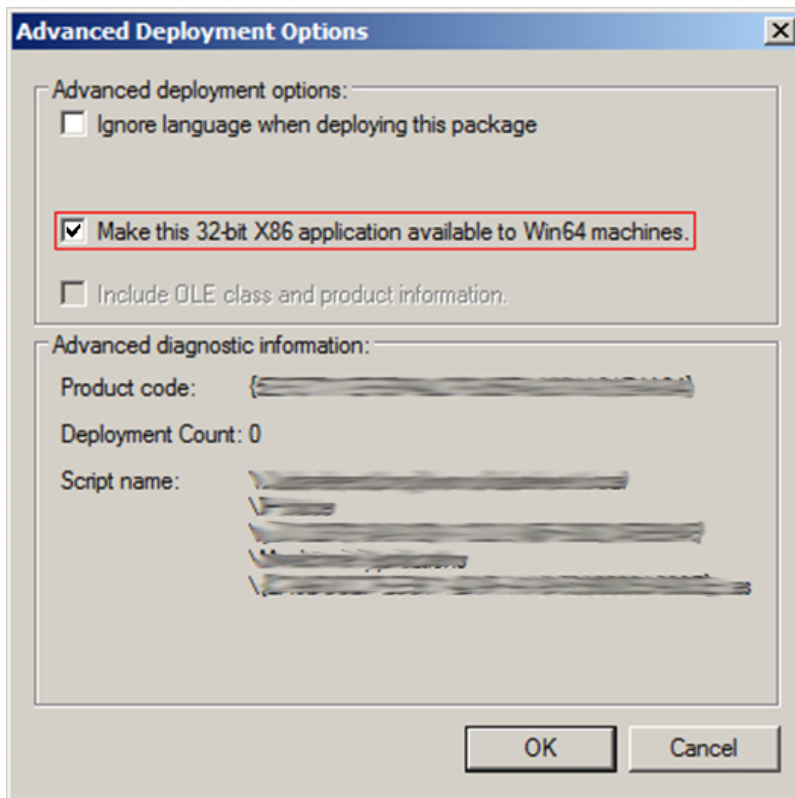 Advanced Deployment Options
Advanced deployment options:
Ignore language when deploying this package
Make this 32-bit X86 application available to Win64 machines.
Include OLE class and product information.
Advanced diagnostic information:
Product code:
Deployment Count: 0
Script name:
OK Cancel